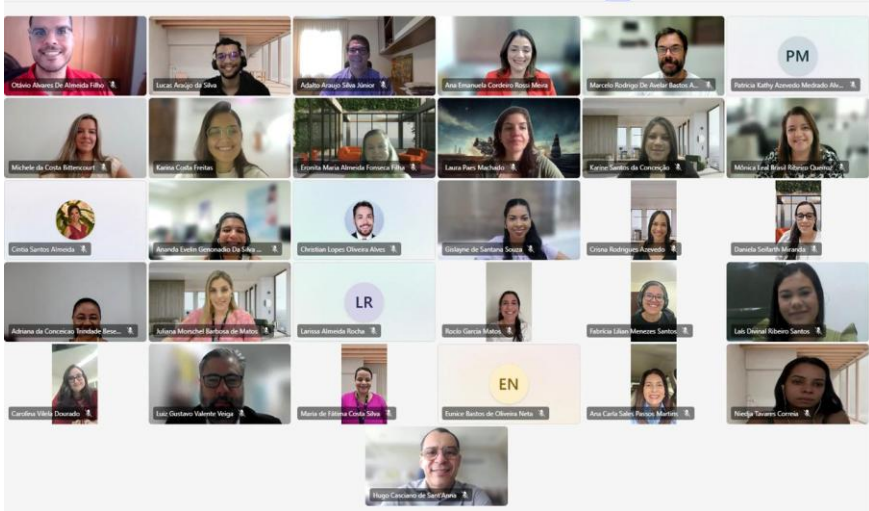 Otávio Alvares De Almeida Filho
Lucas Araújo da Silva
Adalto Araujo Silva Júnior
Ana Emanuela Cordeiro Rossi Meira
Marcelo Rodrigo De Avelar Bastos A...
PM
Patricia Kathy Azevedo Medrado Alv...
Michele da Costa Bittencourt
Karina Costa Freitas
Eronita Maria Almeida Fonseca Filha
Laura Paes Machado
Karine Santos da Conceição
Mônica Leal Brasil Ribeiro Queiroz
Cintia Santos Almeida
Ananda Evelin Genonadio Da Silva ...
Christian Lopes Oliveira Alves
Gislayne de Santana Souza
Crisna Rodrigues Azevedo
Daniela Seifarth Miranda
Adriana da Conceicao Trindade Bese...
Juliana Morschel Barbosa de Matos
LR
Larissa Almeida Rocha
Rocío García Matos
Fabrícia Lilian Menezes Santos
Laís Divinal Ribeiro Santos
Carolina Vilela Dourado
Luiz Gustavo Valente Veiga
Maria de Fátima Costa Silva
EN
Eunice Bastos de Oliveira Neta
Ana Carla Sales Passos Martins
Niedja Tavares Correia
Hugo Casciano de Sant'Anna